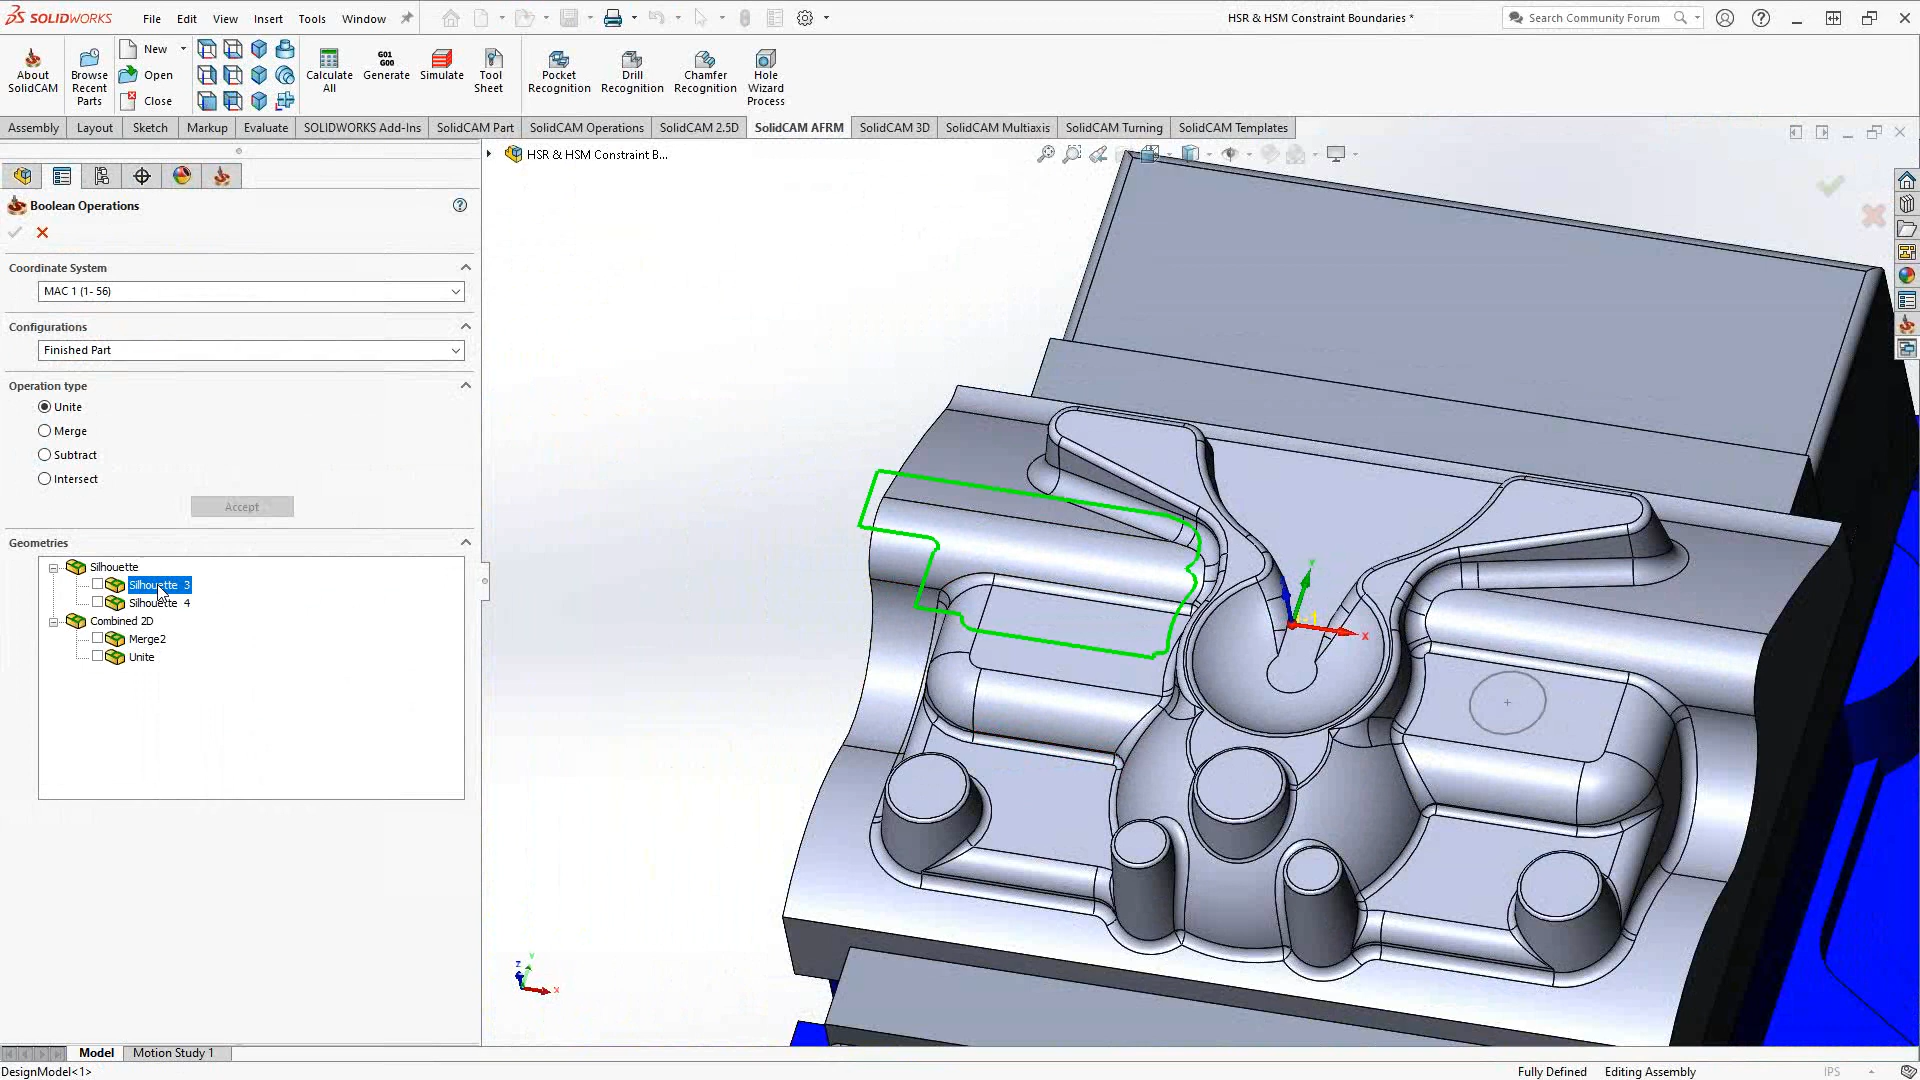 SOLIDWORKS
File
Edit
View
Insert
Tools
Window
HSR & HSM Constraint Boundaries *
Search Community Forum
About SolidCAM
Browse Recent Parts
New
Open
Close
Calculate All
G01
G00
Generate
Simulate
Tool Sheet
Pocket Recognition
Drill Recognition
Chamfer Recognition
Hole Wizard Process
Assembly
Layout
Sketch
Markup
Evaluate
SOLIDWORKS Add-Ins
SolidCAM Part
SolidCAM Operations
SolidCAM 2.5D
SolidCAM AFRM
SolidCAM 3D
SolidCAM Multiaxis
SolidCAM Turning
SolidCAM Templates
HSR & HSM Constraint B...
Boolean Operations
Coordinate System
MAC 1 (1- 56)
Configurations
Finished Part
Operation type
Unite
Merge
Subtract
Intersect
Accept
Geometries
Silhouette
Silhouette 3
Silhouette 4
Combined 2D
Merge2
Unite
Y
X
Z
Y
X
Model
Motion Study 1
DesignModel<1>
Fully Defined
Editing Assembly
IPS